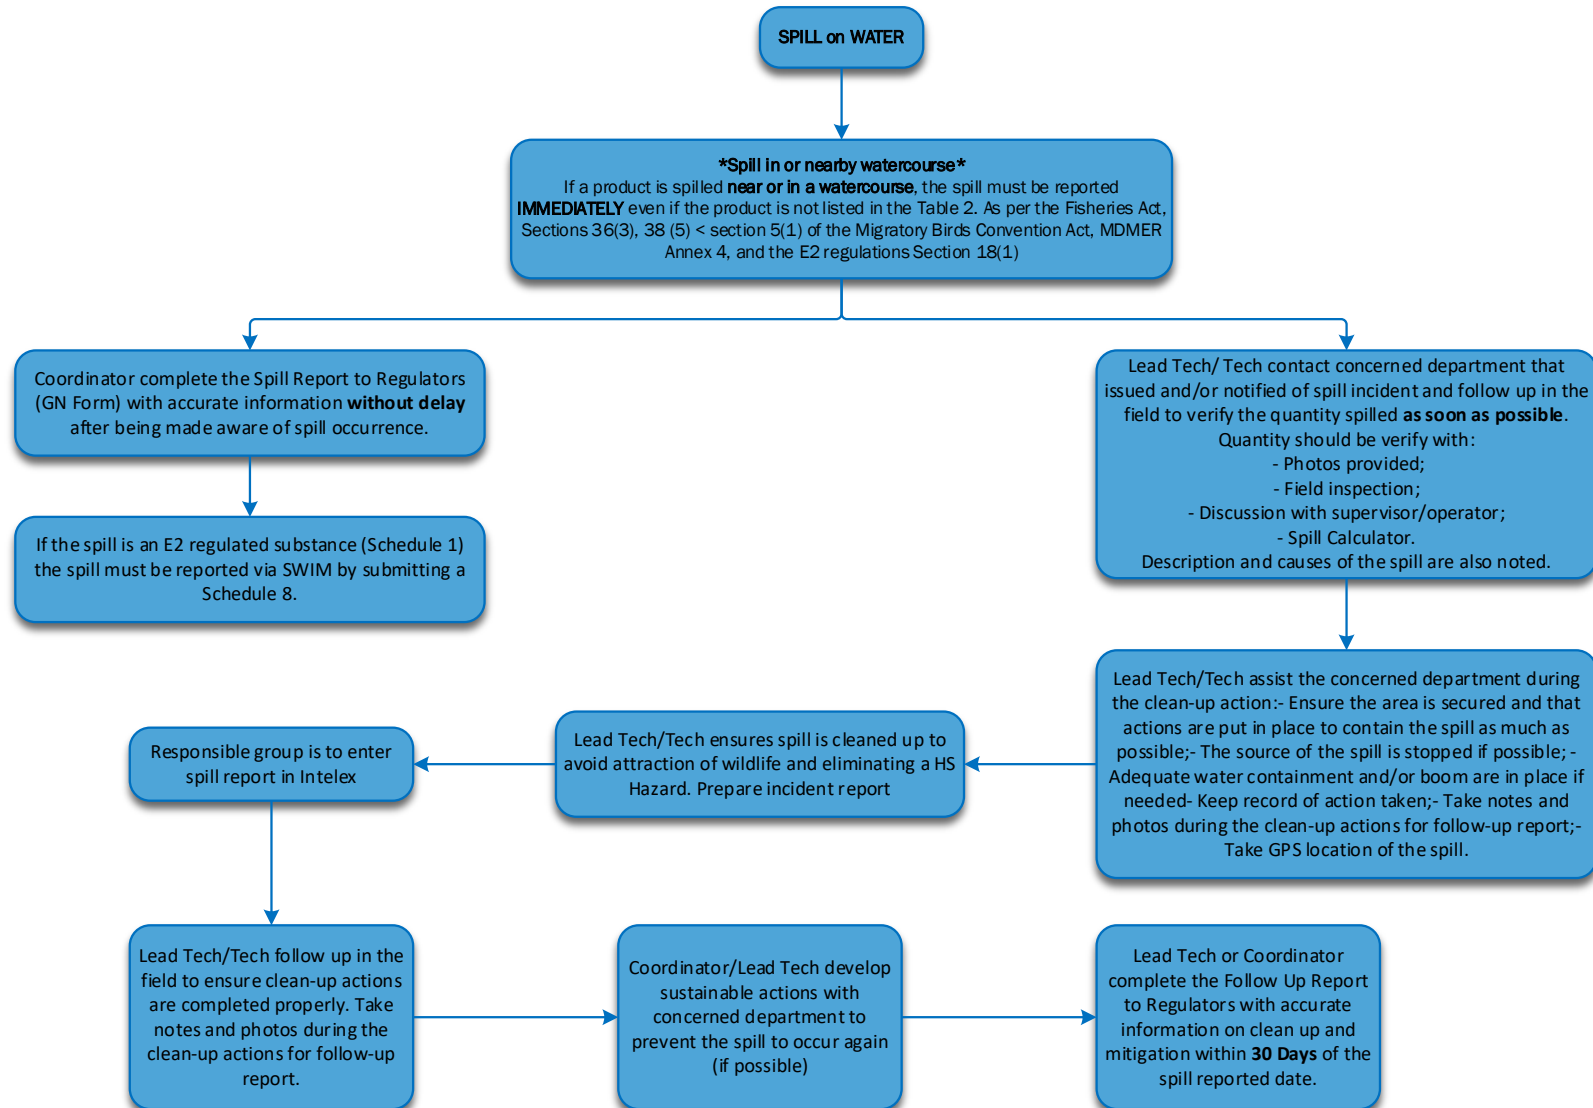 SPILL on WATER
*Spill in or nearby watercourse*
If a product is spilled near or in a watercourse, the spill must be reported
IMMEDIATELY even if the product is not listed in the Table 2. As per the Fisheries Act,
Sections 36(3), 38 (5) < section 5(1) of the Migratory Birds Convention Act, MDMER
Annex 4, and the E2 regulations Section 18(1)
Coordinator complete the Spill Report to Regulators
(GN Form) with accurate information without delay
after being made aware of spill occurrence.
If the spill is an E2 regulated substance (Schedule 1)
the spill must be reported via SWIM by submitting a
Schedule 8.
Lead Tech/ Tech contact concerned department that
issued and/or notified of spill incident and follow up in the
field to verify the quantity spilled as soon as possible.
Quantity should be verify with:
- Photos provided;
- Field inspection;
- Discussion with supervisor/operator;
- Spill Calculator.
Description and causes of the spill are also noted.
Lead Tech/Tech assist the concerned department during
the clean-up action:- Ensure the area is secured and that
actions are put in place to contain the spill as much as
possible;- The source of the spill is stopped if possible; -
Adequate water containment and/or boom are in place if
needed- Keep record of action taken;- Take notes and
photos during the clean-up actions for follow-up report;-
Take GPS location of the spill.
Lead Tech/Tech ensures spill is cleaned up to
avoid attraction of wildlife and eliminating a HS
Hazard. Prepare incident report
Responsible group is to enter
spill report in Intelex
Lead Tech/Tech follow up in the
field to ensure clean-up actions
are completed properly. Take
notes and photos during the
clean-up actions for follow-up
report.
Coordinator/Lead Tech develop
sustainable actions with
concerned department to
prevent the spill to occur again
(if possible)
Lead Tech or Coordinator
complete the Follow Up Report
to Regulators with accurate
information on clean up and
mitigation within 30 Days of the
spill reported date.